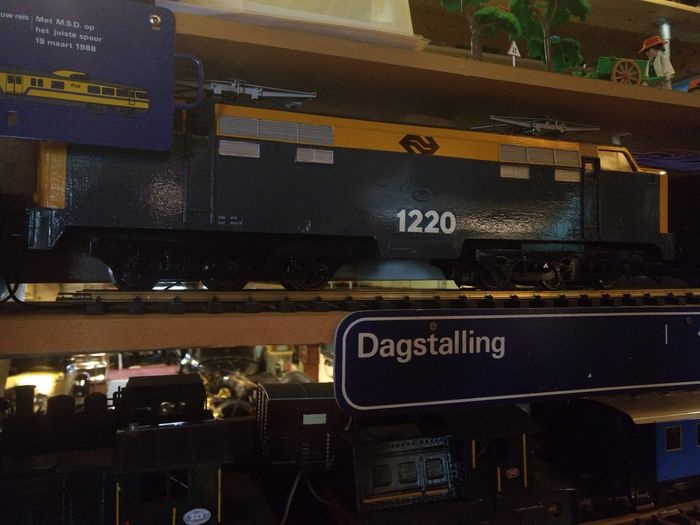 uw reis
Met M.S.D. op
het juiste spoor
19 maart 1988
1220
Dagstalling